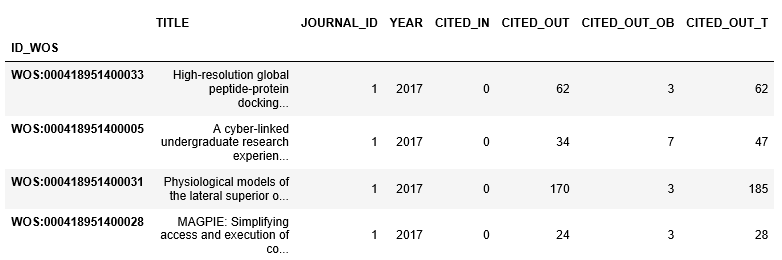 TITLE JOURNAL_ID YEAR CITED_IN CITED_OUT CITED_OUT_OB CITED_OUT_T
ID_WOS
WOS:000418951400033 High-resolution global
peptide-protein
docking... 1 2017 0 62 3 62
WOS:000418951400005 A cyber-linked
undergraduate research
experien... 1 2017 0 34 7 47
WOS:000418951400031 Physiological models of
the lateral superior o... 1 2017 0 170 3 185
WOS:000418951400028 MAGPIE: Simplifying
access and execution of
co... 1 2017 0 24 3 28